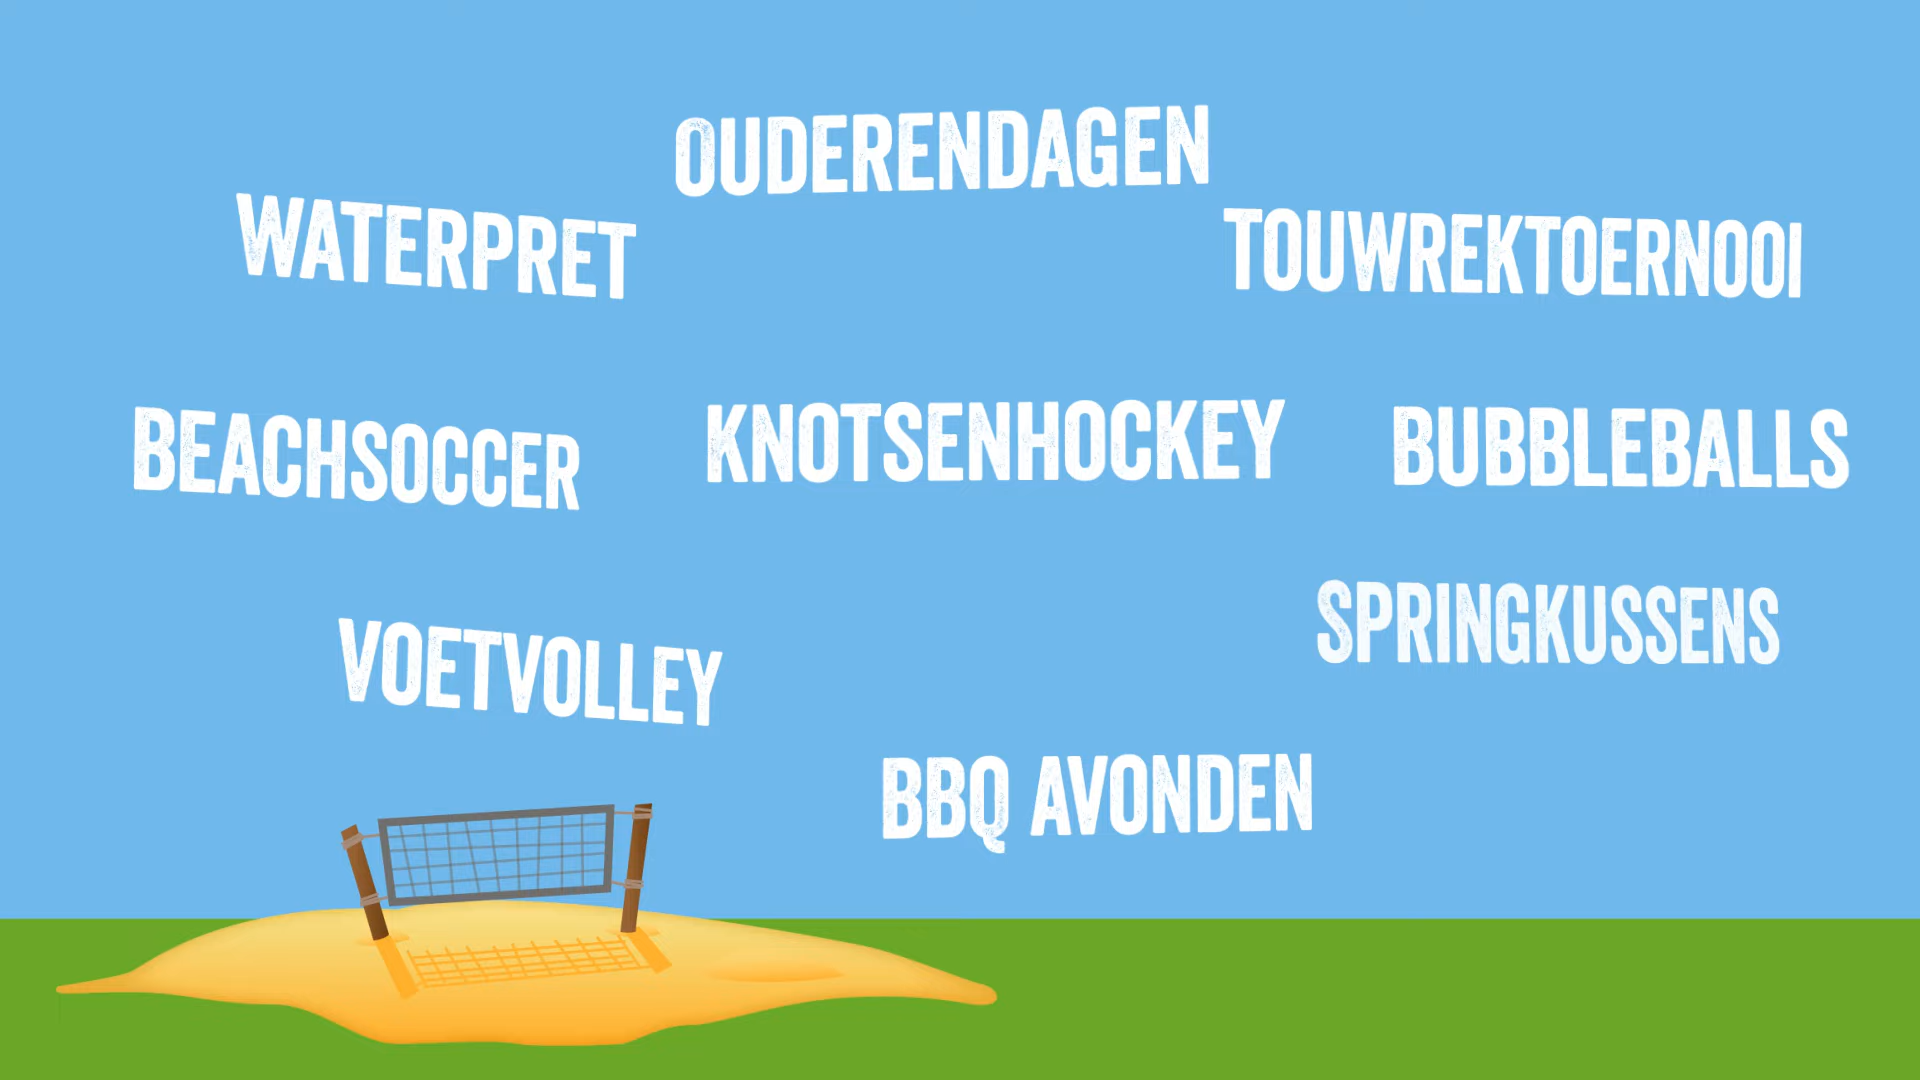 OUDERENDAGEN
WATERPRET
TOUWREKTOERNOOI
BEACHSOCCER
KNOTSENHOCKEY
BUBBLEBALLS
SPRINGKUSSENS
VOETVOLLEY
BBQ AVONDEN